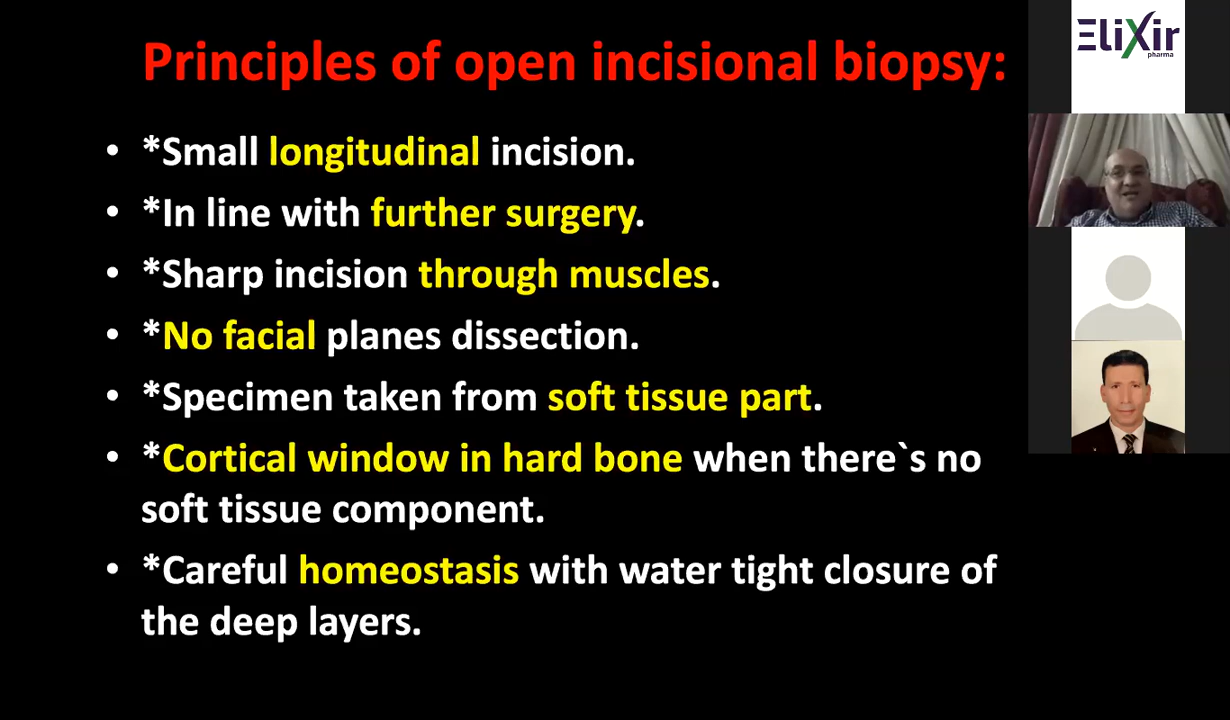 Principles of open incisional biopsy:
• *Small longitudinal incision.
• *In line with further surgery.
• *Sharp incision through muscles.
• *No facial planes dissection.
• *Specimen taken from soft tissue part.
• *Cortical window in hard bone when there`s no
soft tissue component.
• *Careful homeostasis with water tight closure of
the deep layers.
EliXir
pharma